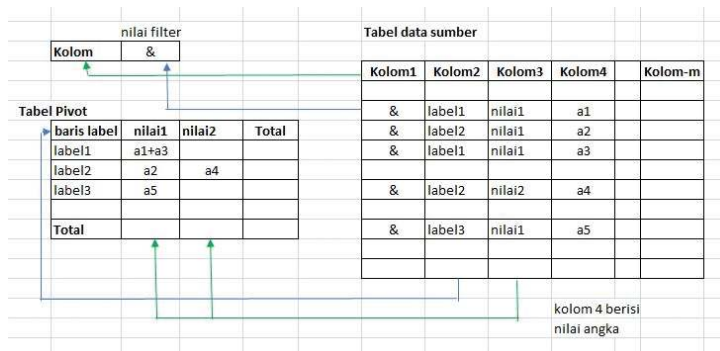 nilai filter
Kolom &
Tabel Pivot
baris label nilai1 nilai2 Total
label1 a1+a3
label2 a2 a4
label3 a5
Total
Tabel data sumber
Kolom1 Kolom2 Kolom3 Kolom4 Kolom-m
& label1 nilai1 a1
& label2 nilai1 a2
& label1 nilai1 a3
& label2 nilai2 a4
& label3 nilai1 a5
kolom 4 berisi
nilai angka